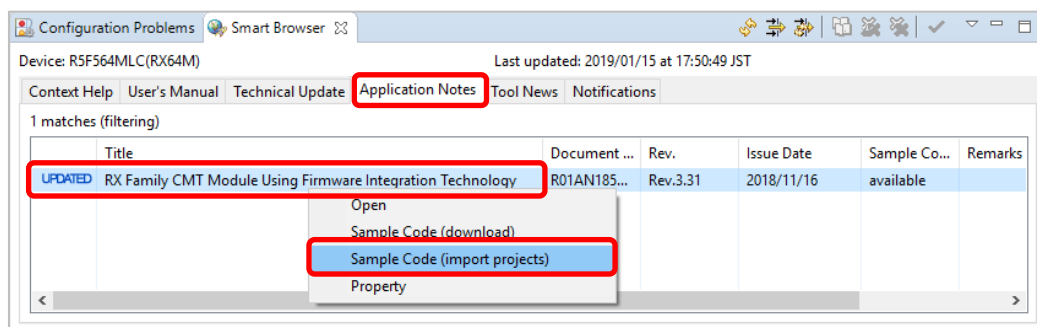 Configuration Problems Smart Browser
Device: R5F564MLC(RX64M) Last updated: 2019/01/15 at 17:50:49 JST
Context Help User's Manual Technical Update Application Notes Tool News Notifications
1 matches (filtering)
Title Document ... Rev. Issue Date Sample Co... Remarks
UPDATED RX Family CMT Module Using Firmware Integration Technology R01AN185... Rev.3.31 2018/11/16 available
Open
Sample Code (download)
Sample Code (import projects)
Property